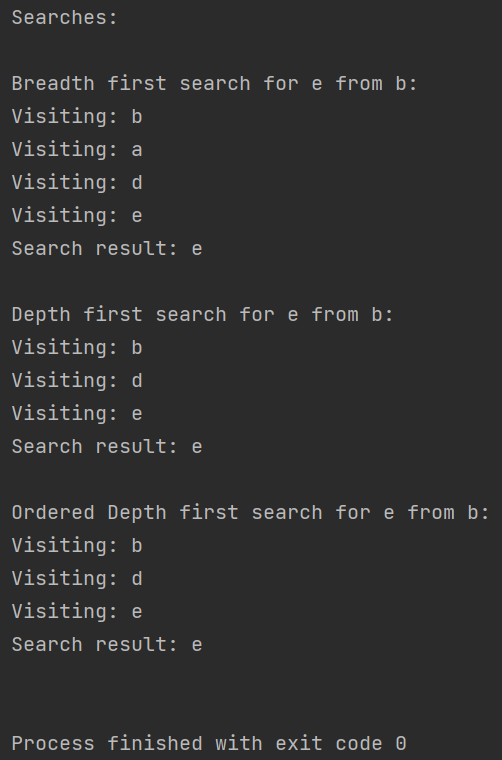 Searches:
Breadth first search for e from b:
Visiting: b
Visiting: a
Visiting: d
Visiting: e
Search result: e
Depth first search for e from b:
Visiting: b
Visiting: d
Visiting: e
Search result: e
Ordered Depth first search for e from b:
Visiting: b
Visiting: d
Visiting: e
Search result: e
Process finished with exit code 0